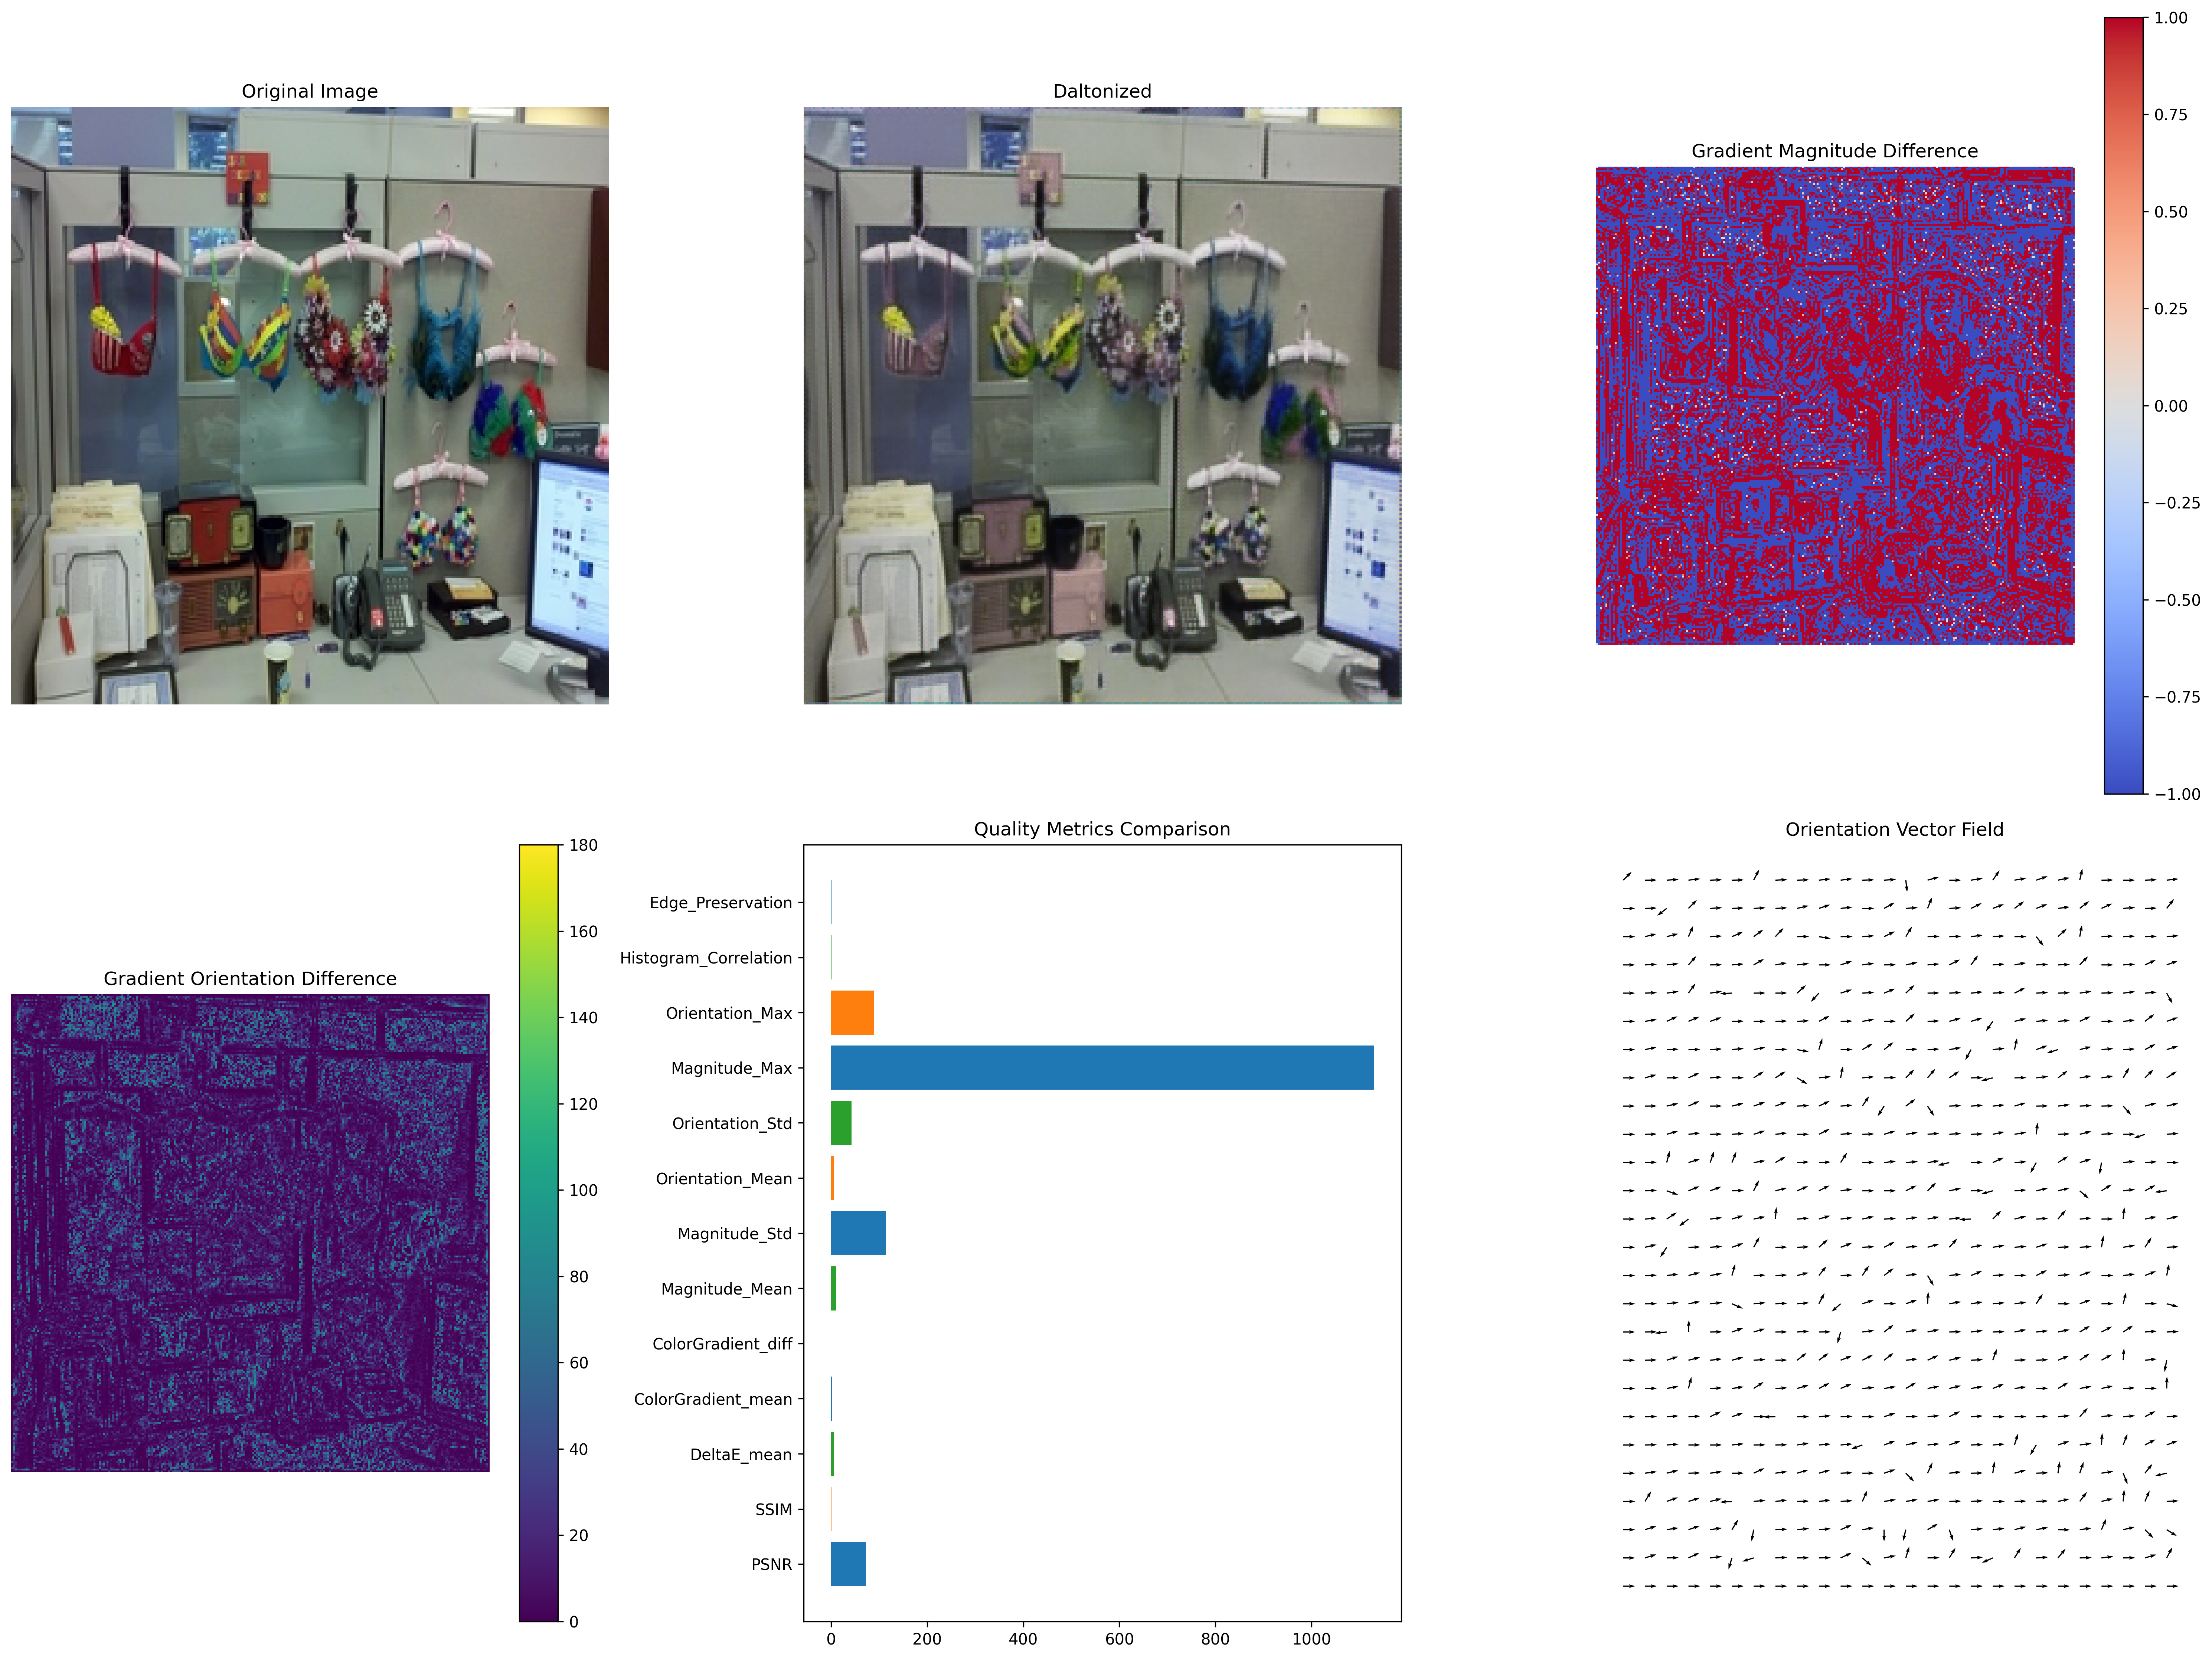 Original Image
Daltonized
Gradient Magnitude Difference
1.00
0.75
0.50
0.25
0.00
−0.25
−0.50
−0.75
−1.00
Gradient Orientation Difference
180
160
140
120
100
80
60
40
20
0
Quality Metrics Comparison
Edge_Preservation
Histogram_Correlation
Orientation_Max
Magnitude_Max
Orientation_Std
Orientation_Mean
Magnitude_Std
Magnitude_Mean
ColorGradient_diff
ColorGradient_mean
DeltaE_mean
SSIM
PSNR
0 200 400 600 800 1000
Orientation Vector Field